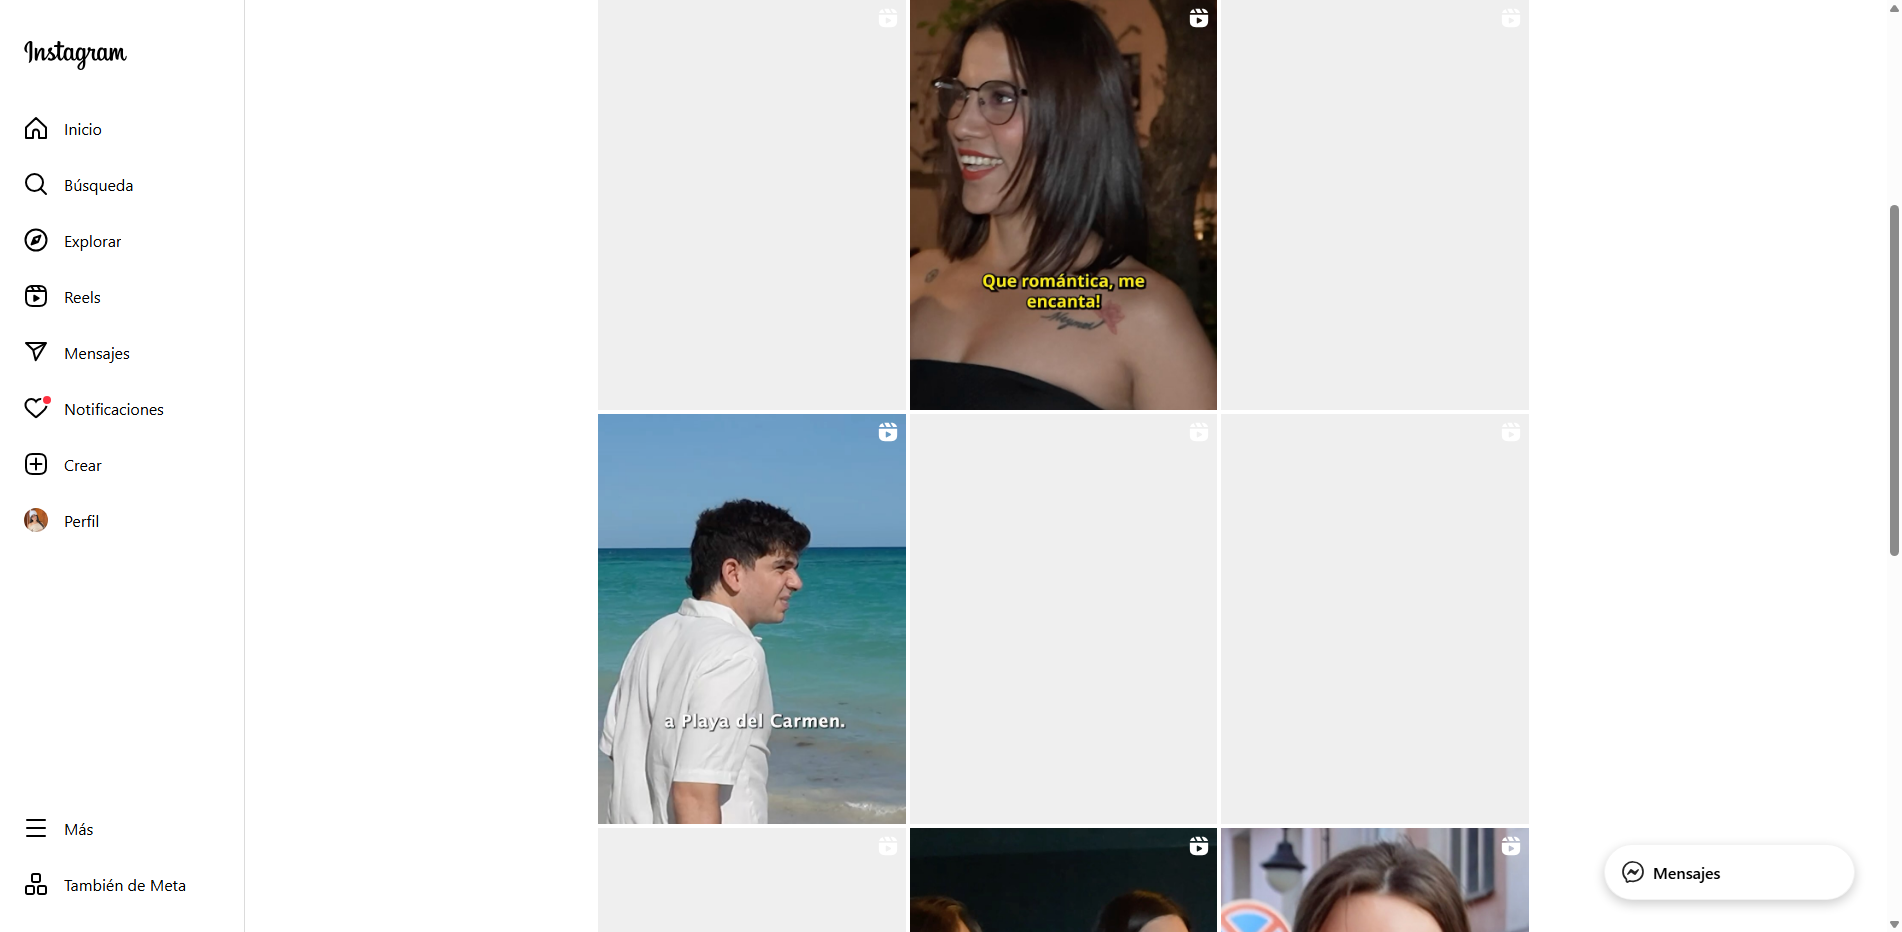 Instagram
Inicio
Búsqueda
Explorar
Reels
Mensajes
Notificaciones
Crear
Perfil
Más
También de Meta
Que romántica, me
encanta!
a Playa del Carmen.
Mensajes